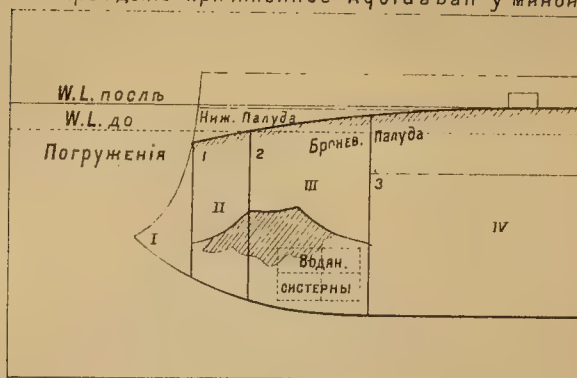 W.L. послѣ
W.L. до
Погруженія
Ниж. Палуда
Бронев. Палуда
1
2
3
I
II
III
IV
Водян.
систерны